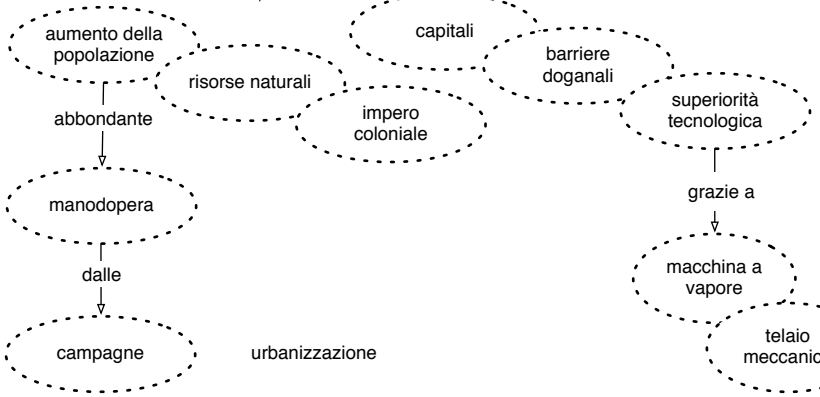 capitali
aumento della
popolazione
barriere
doganali
risorse naturali
impero
coloniale
superiorità
tecnologica
abbondante
manodopera
grazie a
dalle
macchina a
vapore
campagne
urbanizzazione
telaio
meccanic